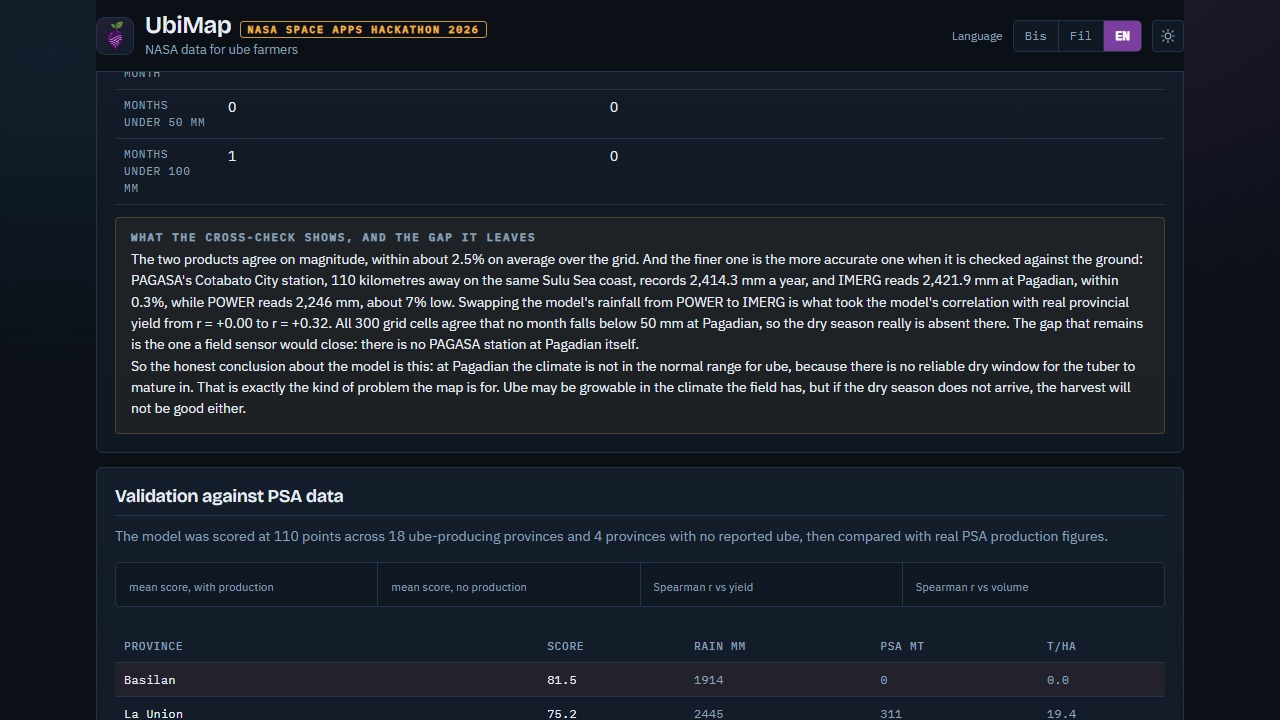 UbiMap NASA SPACE APPS HACKATHON 2026
NASA data for ube farmers
Language Bis Fil EN
MONTH
MONTHS UNDER 50 MM 0 0
MONTHS UNDER 100 MM 1 0
WHAT THE CROSS-CHECK SHOWS, AND THE GAP IT LEAVES
The two products agree on magnitude, within about 2.5% on average over the grid. And the finer one is the more accurate one when it is checked against the ground:
PAGASA's Cotabato City station, 110 kilometres away on the same Sulu Sea coast, records 2,414.3 mm a year, and IMERG reads 2,421.9 mm at Pagadian, within
0.3%, while POWER reads 2,246 mm, about 7% low. Swapping the model's rainfall from POWER to IMERG is what took the model's correlation with real provincial
yield from r = +0.00 to r = +0.32. All 300 grid cells agree that no month falls below 50 mm at Pagadian, so the dry season really is absent there. The gap that remains
is the one a field sensor would close: there is no PAGASA station at Pagadian itself.
So the honest conclusion about the model is this: at Pagadian the climate is not in the normal range for ube, because there is no reliable dry window for the tuber to
mature in. That is exactly the kind of problem the map is for. Ube may be growable in the climate the field has, but if the dry season does not arrive, the harvest will
not be good either.
Validation against PSA data
The model was scored at 110 points across 18 ube-producing provinces and 4 provinces with no reported ube, then compared with real PSA production figures.
mean score, with production mean score, no production Spearman r vs yield Spearman r vs volume
PROVINCE SCORE RAIN MM PSA MT T/HA
Basilan 81.5 1914 0 0.0
La Union 75.2 2445 311 19.4